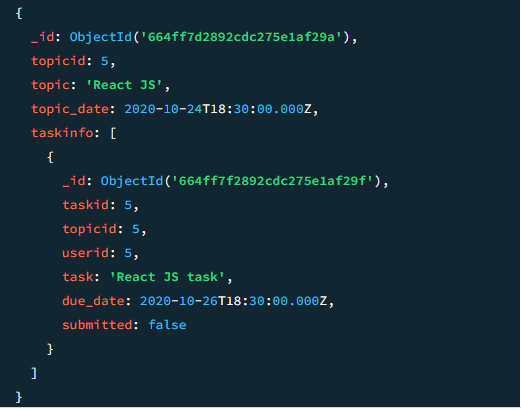 {
  _id: ObjectId('664ff7d2892cdc275e1af29a'),
  topicid: 5,
  topic: 'React JS',
  topic_date: 2020-10-24T18:30:00.000Z,
  taskinfo: [
    {
      _id: ObjectId('664ff7f2892cdc275e1af29f'),
      taskid: 5,
      topicid: 5,
      userid: 5,
      task: 'React JS task',
      due_date: 2020-10-26T18:30:00.000Z,
      submitted: false
    }
  ]
}